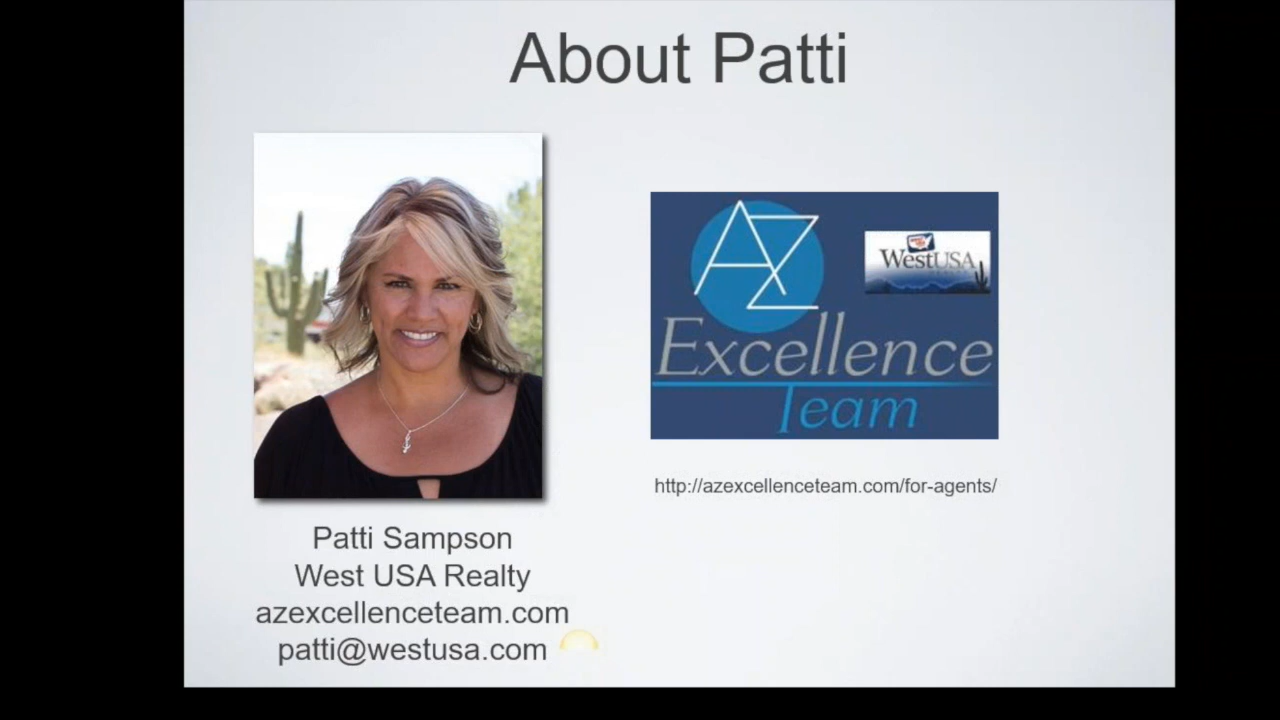 About Patti
AZ
WestUSA
Excellence
Team
http://azexcellenceteam.com/for-agents/
Patti Sampson
West USA Realty
azexcellenceteam.com
patti@westusa.com